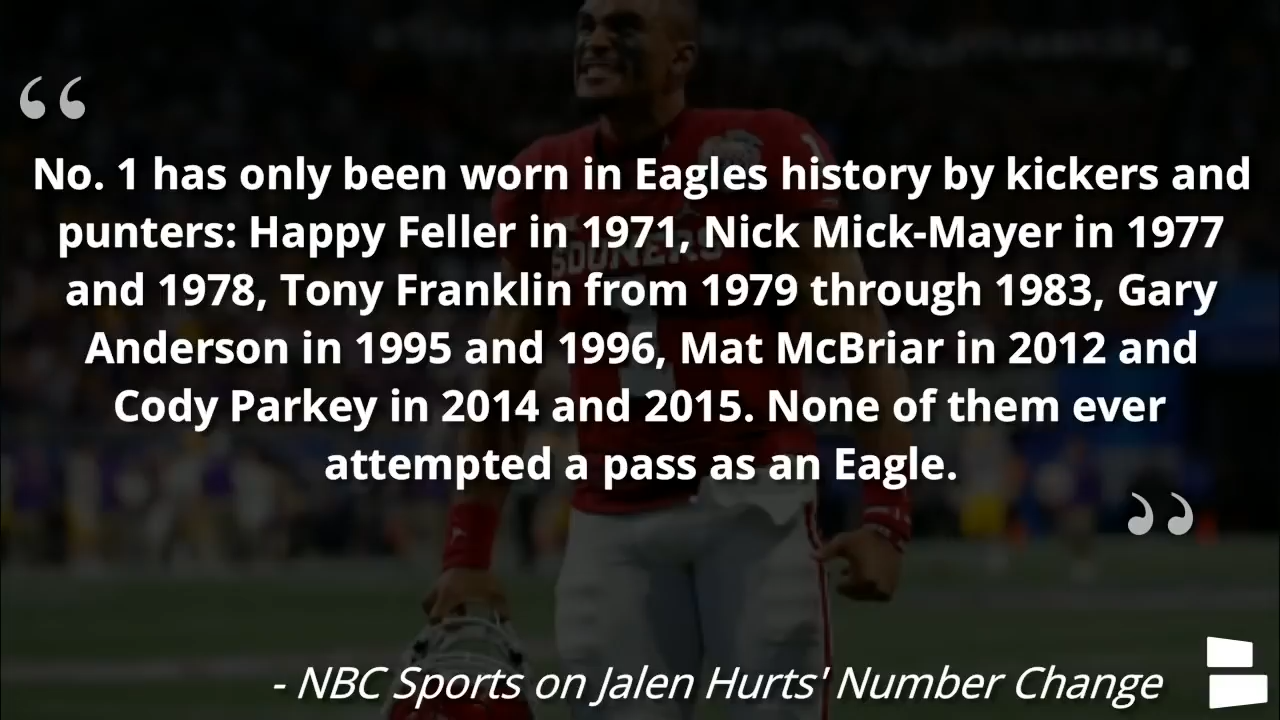 “
No. 1 has only been worn in Eagles history by kickers and
punters: Happy Feller in 1971, Nick Mick-Mayer in 1977
and 1978, Tony Franklin from 1979 through 1983, Gary
Anderson in 1995 and 1996, Mat McBriar in 2012 and
Cody Parkey in 2014 and 2015. None of them ever
attempted a pass as an Eagle.
”
SOONERS
1
1
- NBC Sports on Jalen Hurts' Number Change